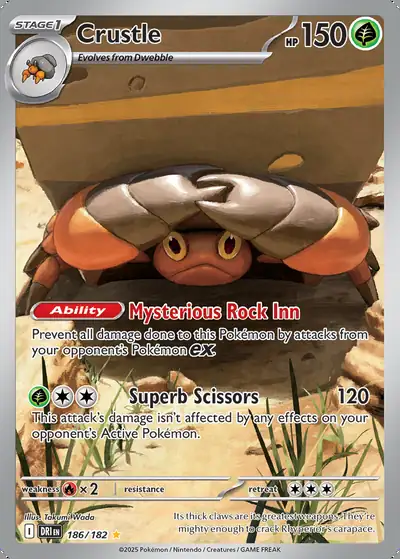 STAGE 1
Crustle
HP 150
Evolves from Dwebble
Ability Mysterious Rock Inn
Prevent all damage done to this Pokémon by attacks from
your opponent's Pokémon ex.
Superb Scissors 120
This attack's damage isn't affected by any effects on your
opponent's Active Pokémon.
weakness × 2 resistance retreat
Illus. Takumi Wada
I DRI EN 186/182
Its thick claws are its greatest weapons. They're
mighty enough to crack Rhyperior's carapace.
©2025 Pokémon / Nintendo / Creatures / GAME FREAK